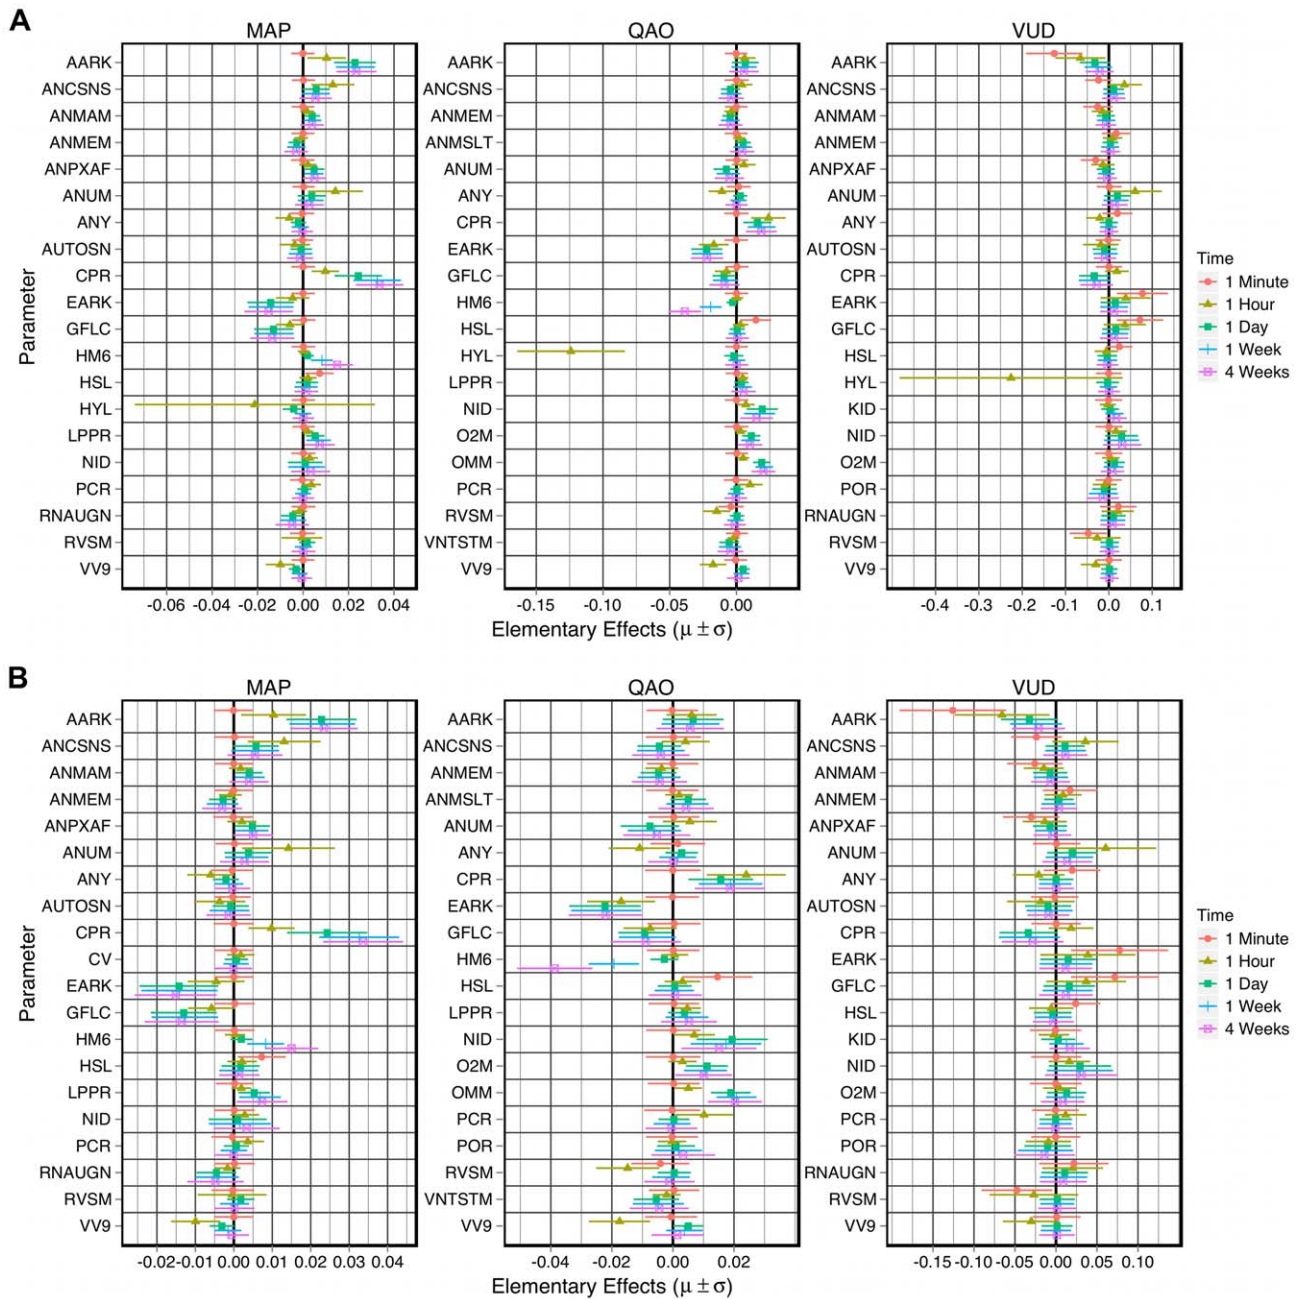 A
MAP
QAO
VUD
Parameter
AARK
ANCSNS
ANMAM
ANMEM
ANPXAF
ANUM
ANY
AUTOSN
CPR
EARK
GFLC
HM6
HSL
HYL
LPPR
NID
PCR
RNAUGN
RVSM
VV9
AARK
ANCSNS
ANMEM
ANMSLT
ANUM
ANY
CPR
EARK
GFLC
HM6
HSL
HYL
LPPR
NID
O2M
OMM
PCR
RVSM
VNTSTM
VV9
AARK
ANCSNS
ANMAM
ANMEM
ANPXAF
ANUM
ANY
AUTOSN
CPR
EARK
GFLC
HSL
HYL
KID
NID
O2M
POR
RNAUGN
RVSM
VV9
Time
1 Minute
1 Hour
1 Day
1 Week
4 Weeks
-0.06 -0.04 -0.02 0.00 0.02 0.04
-0.15 -0.10 -0.05 0.00
-0.4 -0.3 -0.2 -0.1 0.0 0.1
Elementary Effects (μ ± σ)
B
MAP
QAO
VUD
Parameter
AARK
ANCSNS
ANMAM
ANMEM
ANPXAF
ANUM
ANY
AUTOSN
CPR
CV
EARK
GFLC
HM6
HSL
LPPR
NID
PCR
RNAUGN
RVSM
VV9
AARK
ANCSNS
ANMEM
ANMSLT
ANUM
ANY
CPR
EARK
GFLC
HM6
HSL
LPPR
NID
O2M
OMM
PCR
POR
RVSM
VNTSTM
VV9
AARK
ANCSNS
ANMAM
ANMEM
ANPXAF
ANUM
ANY
AUTOSN
CPR
EARK
GFLC
HSL
KID
NID
O2M
PCR
POR
RNAUGN
RVSM
VV9
Time
1 Minute
1 Hour
1 Day
1 Week
4 Weeks
-0.02 -0.01 0.00 0.01 0.02 0.03 0.04
-0.04 -0.02 0.00 0.02
-0.15 -0.10 -0.05 0.00 0.05 0.10
Elementary Effects (μ ± σ)